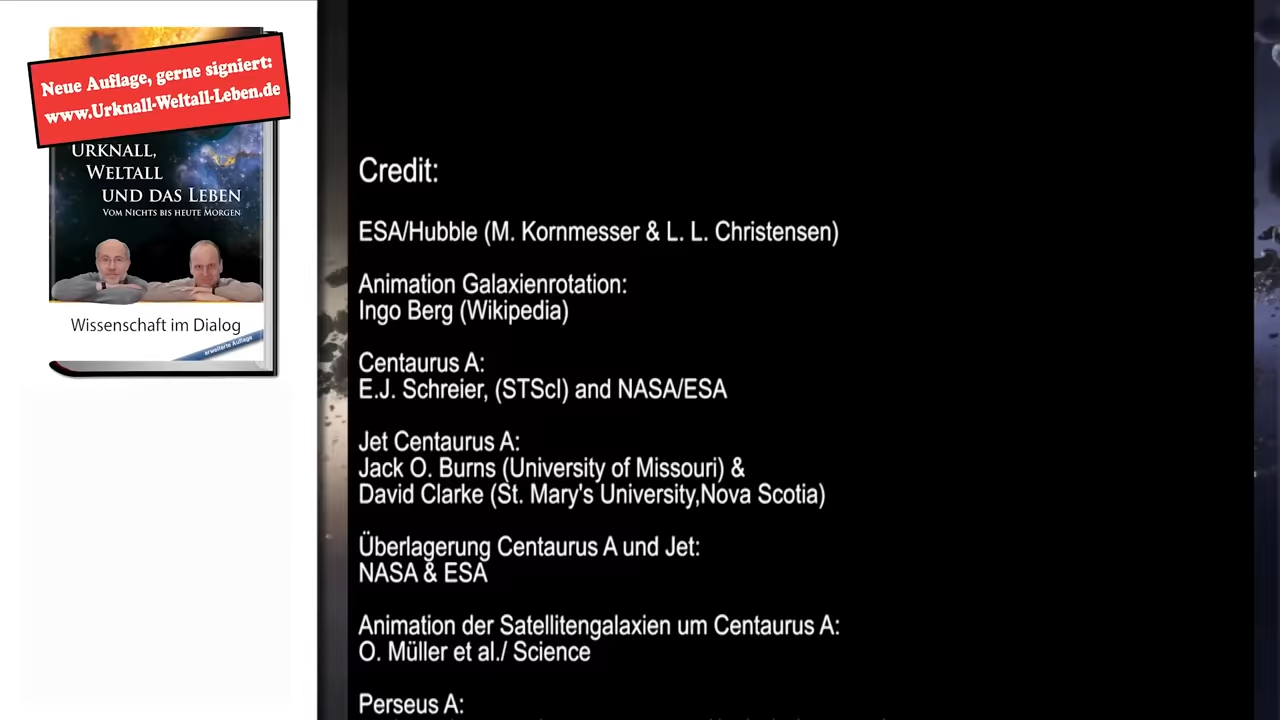 Neue Auflage, gerne signiert:
www.Urknall-Weltall-Leben.de
URKNALL,
WELTALL
UND DAS LEBEN
VOM NICHTS BIS HEUTE MORGEN
Wissenschaft im Dialog
erweiterte Auflage
Credit:
ESA/Hubble (M. Kornmesser & L. L. Christensen)
Animation Galaxienrotation:
Ingo Berg (Wikipedia)
Centaurus A:
E.J. Schreier, (STScI) and NASA/ESA
Jet Centaurus A:
Jack O. Burns (University of Missouri) &
David Clarke (St. Mary's University,Nova Scotia)
Überlagerung Centaurus A und Jet:
NASA & ESA
Animation der Satellitengalaxien um Centaurus A:
O. Müller et al./ Science
Perseus A: